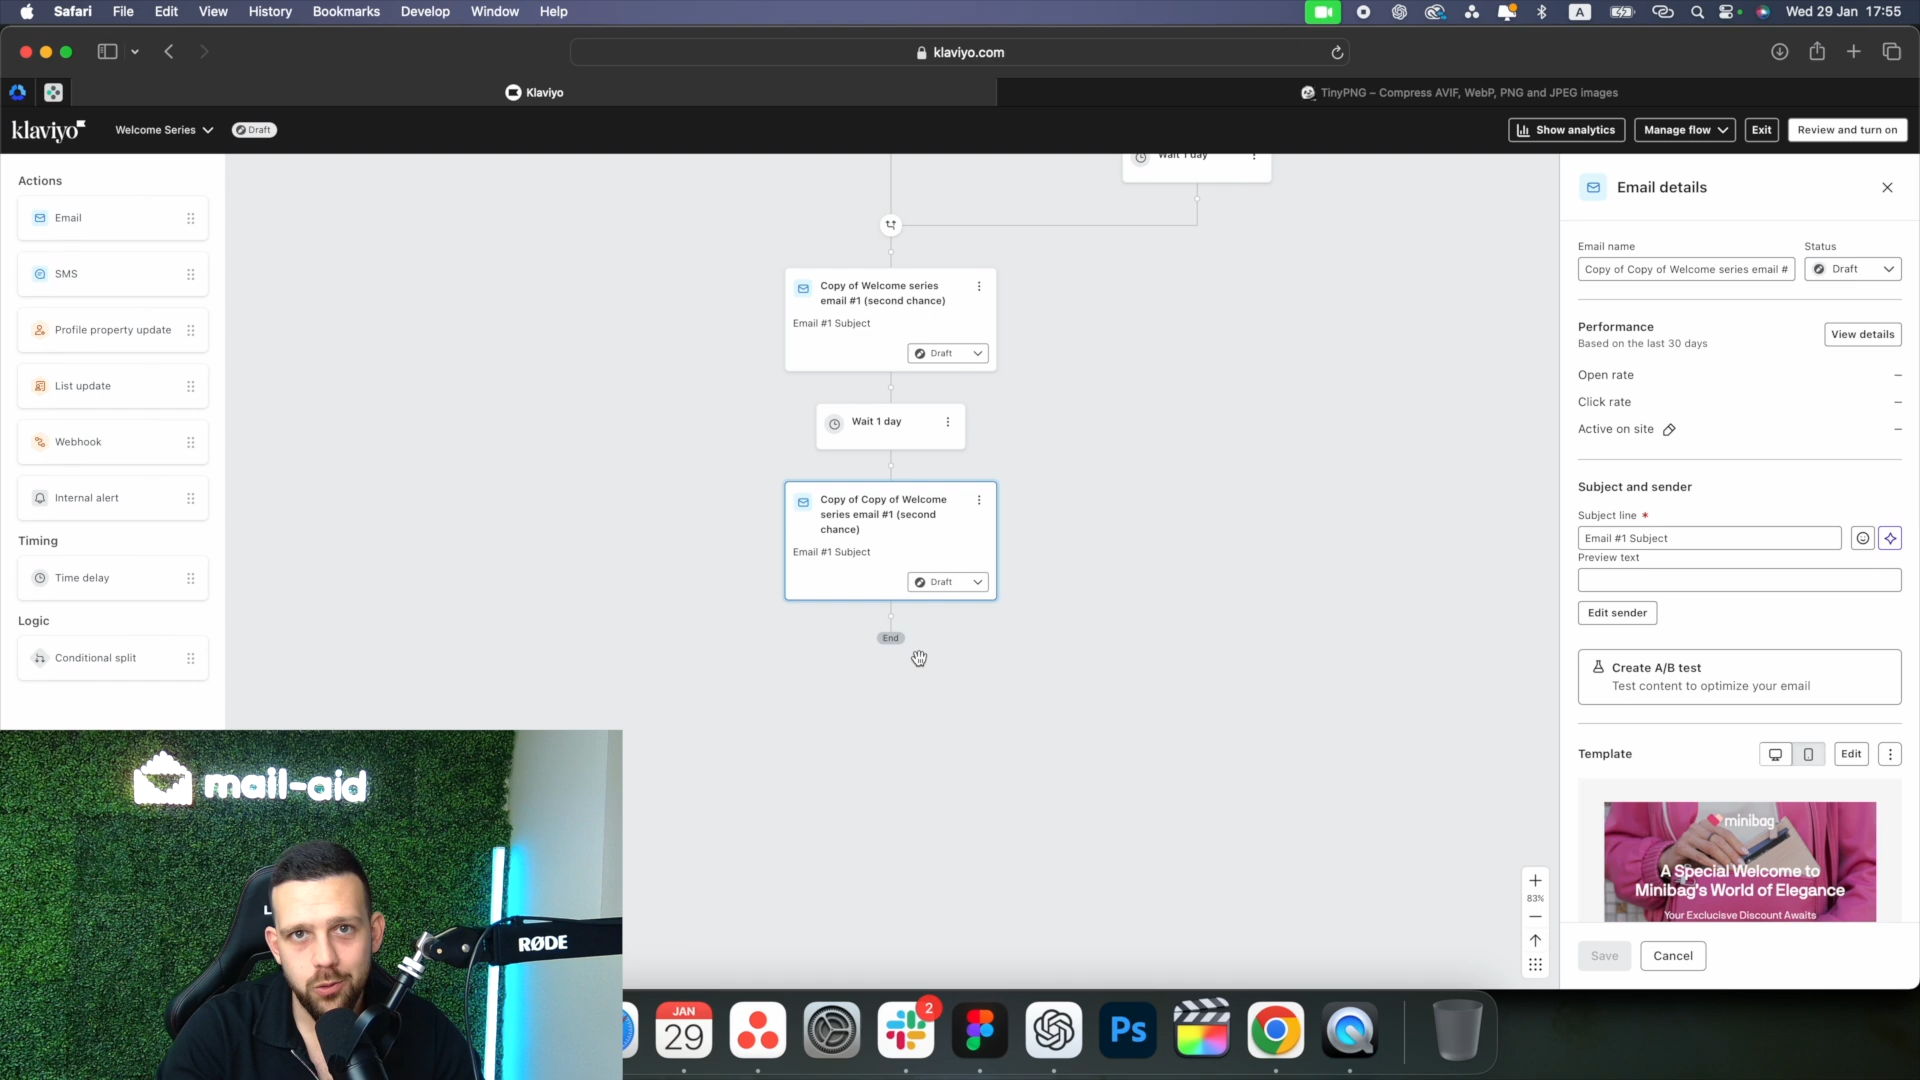 Safari File Edit View History Bookmarks Develop Window Help
A
Wed 29 Jan 17:55
klaviyo.com
Klaviyo
TinyPNG – Compress AVIF, WebP, PNG and JPEG images
klaviyo
Welcome Series
Draft
Show analytics
Manage flow
Exit
Review and turn on
Actions
Email
SMS
Profile property update
List update
Webhook
Internal alert
Timing
Time delay
Logic
Conditional split
Wait 1 day
Copy of Welcome series
email #1 (second chance)
Email #1 Subject
Draft
Wait 1 day
Copy of Copy of Welcome
series email #1 (second
chance)
Email #1 Subject
Draft
End
83%
Email details
Email name
Status
Copy of Copy of Welcome series email #
Draft
Performance
View details
Based on the last 30 days
Open rate –
Click rate –
Active on site –
Subject and sender
Subject line *
Email #1 Subject
Preview text
Edit sender
Create A/B test
Test content to optimize your email
Template
Edit
minibag
A Special Welcome to
Minibag's World of Elegance
Your Exclucisve Discount Awaits
Save
Cancel
mail-aid
L
RØDE
JAN
29
2
Ps